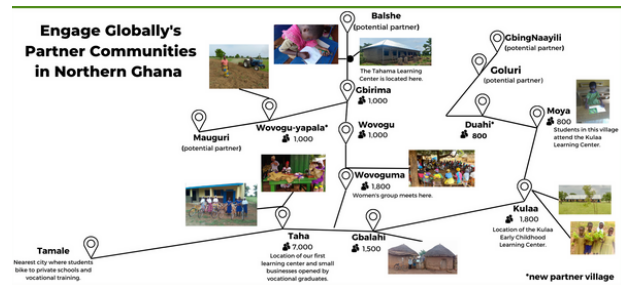 Engage Globally's
Partner Communities
in Northern Ghana
Balshe
(potential partner)
The Tahama Learning
Center is located here.
GbingNaayili
(potential partner)
Goluri
(potential partner)
Gbirima
1,000
Mauguri
(potential partner)
Wovogu-yapala*
1,000
Wovogu
1,000
Duahi*
800
Moya
800
Students in this village
attend the Kulaa
Learning Center.
Wovoguma
1,800
Women's group meets here.
Kulaa
1,800
Location of the Kulaa
Early Childhood
Learning Center.
Tamale
Nearest city where students
bike to private schools and
vocational training.
Taha
7,000
Location of our first
learning center and small
businesses opened by
vocational graduates.
Gbalahi
1,500
*new partner village